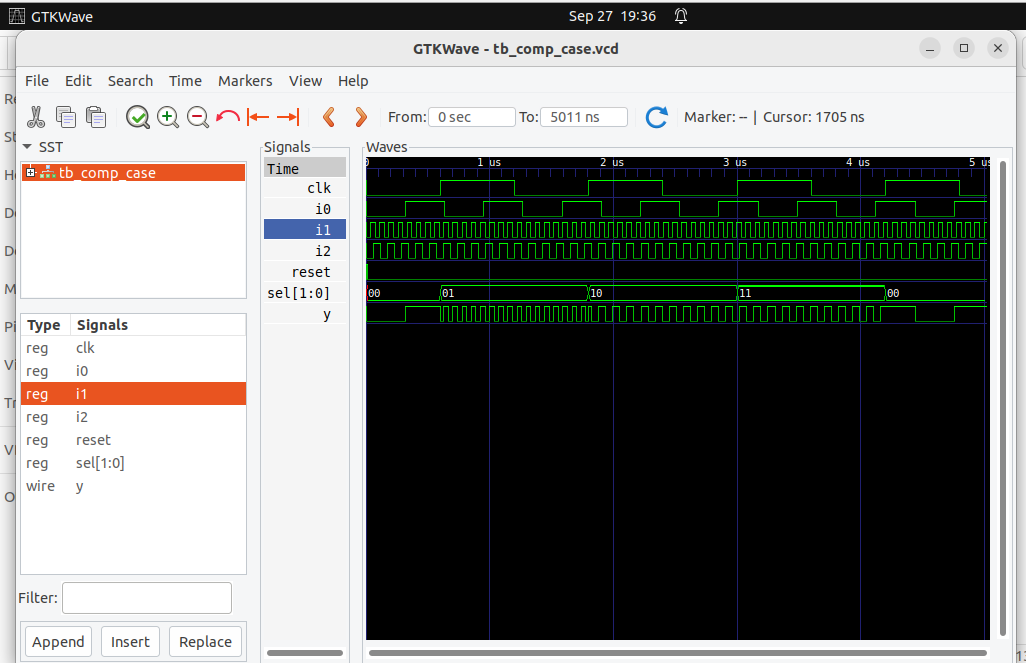 GTKWave
Sep 27 19:36
GTKWave - tb_comp_case.vcd
File Edit Search Time Markers View Help
From: 0 sec To: 5011 ns Marker: -- | Cursor: 1705 ns
SST
tb_comp_case
Type Signals
reg clk
reg i0
reg i1
reg i2
reg reset
reg sel[1:0]
wire y
Filter:
Append Insert Replace
Signals
Time
clk
i0
i1
i2
reset
sel[1:0]
y
Waves
0 1 us 2 us 3 us 4 us 5 us
00 01 10 11 00